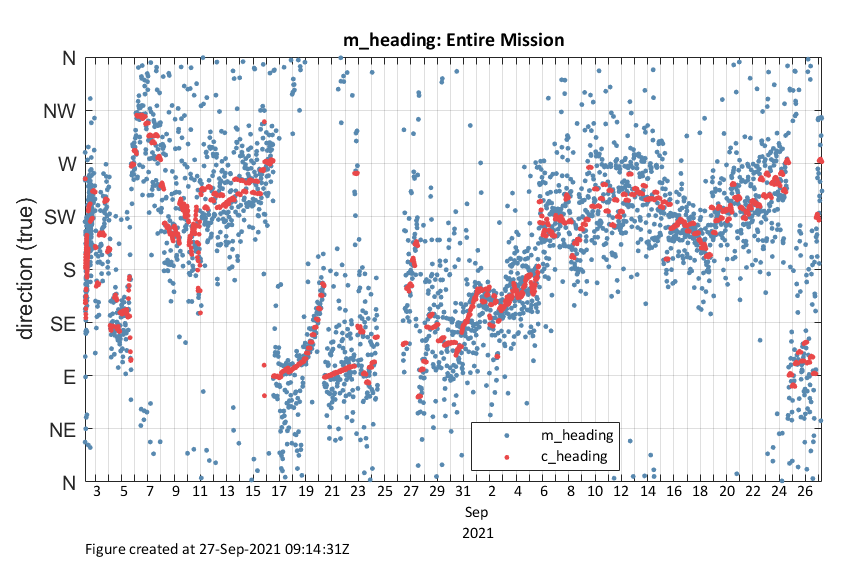 m_heading: Entire Mission
direction (true)
N
NW
W
SW
S
SE
E
NE
N
m_heading
c_heading
3 5 7 9 11 13 15 17 19 21 23 25 27 29 31 2 4 6 8 10 12 14 16 18 20 22 24 26
Sep
2021
Figure created at 27-Sep-2021 09:14:31Z